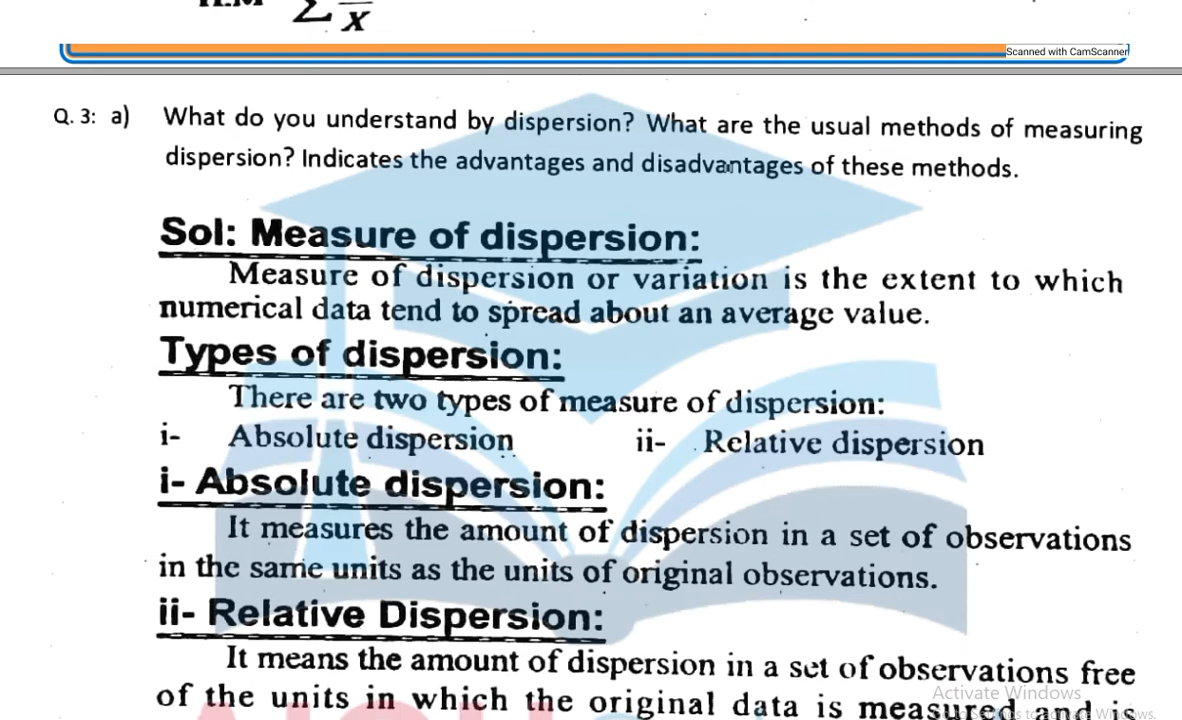 Σ x
Scanned with CamScanner
Q. 3: a) What do you understand by dispersion? What are the usual methods of measuring
dispersion? Indicates the advantages and disadvantages of these methods.
Sol: Measure of dispersion:
Measure of dispersion or variation is the extent to which
numerical data tend to spread about an average value.
Types of dispersion:
There are two types of measure of dispersion:
i- Absolute dispersion ii- Relative dispersion
i- Absolute dispersion:
It measures the amount of dispersion in a set of observations
in the same units as the units of original observations.
ii- Relative Dispersion:
It means the amount of dispersion in a set of observations free
of the units in which the original data is measured and is
Activate Windows